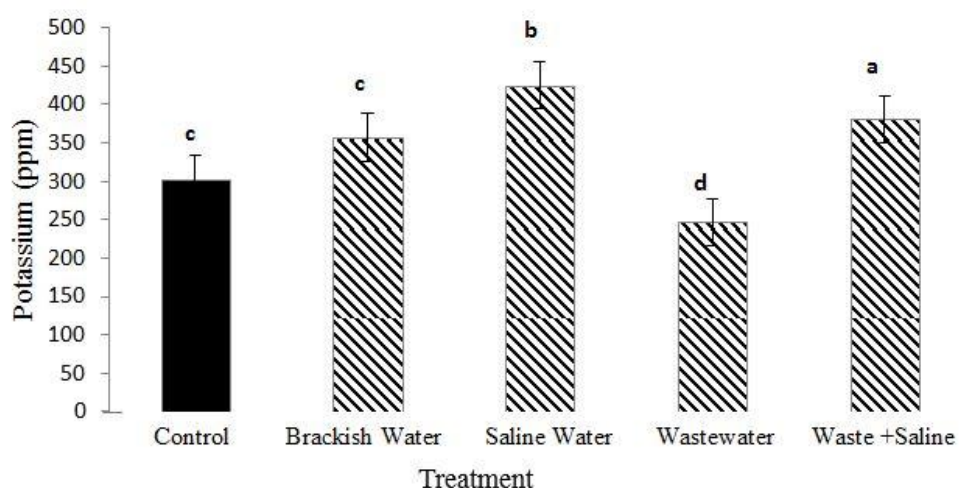 Potassium (ppm)
500
450
400
350
300
250
200
150
100
50
0
c
c
b
d
a
Control
Brackish Water
Saline Water
Wastewater
Waste +Saline
Treatment